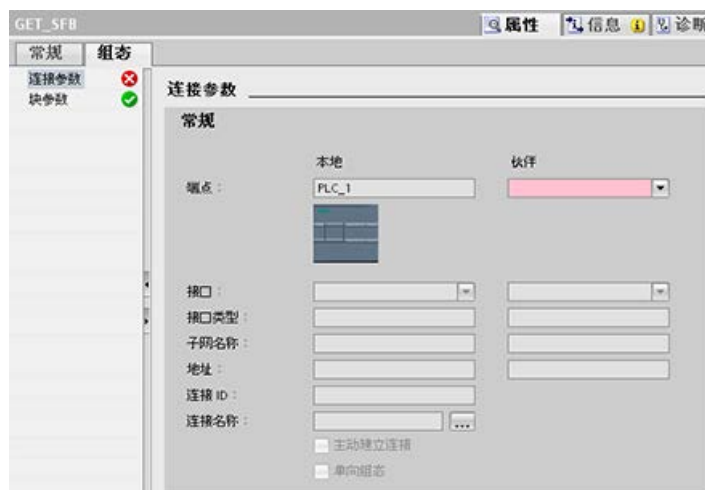 GET_SFB 属性 信息 诊断
常规 组态
连接参数
块参数
连接参数
常规
本地 伙伴
端点： PLC_1
接口：
接口类型：
子网名称：
地址：
连接 ID：
连接名称： ...
主动建立连接
单向组态